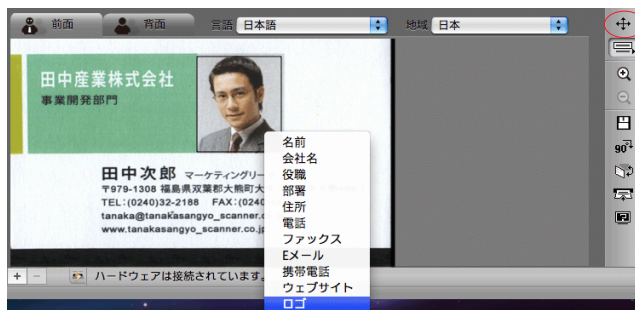 前面 背面 言語 日本語 地域 日本
田中産業株式会社
事業開発部門
田中次郎 マーケティングリー
〒979-1308 福島県双葉郡大熊町大
TEL:(0240)32-2188 FAX:(0240
tanaka@tanakasangyo_scanner.c
www.tanakasangyo_scanner.co.jp
名前
会社名
役職
部署
住所
電話
ファックス
Eメール
携帯電話
ウェブサイト
ロゴ
90
+ − ハードウェアは接続されています。